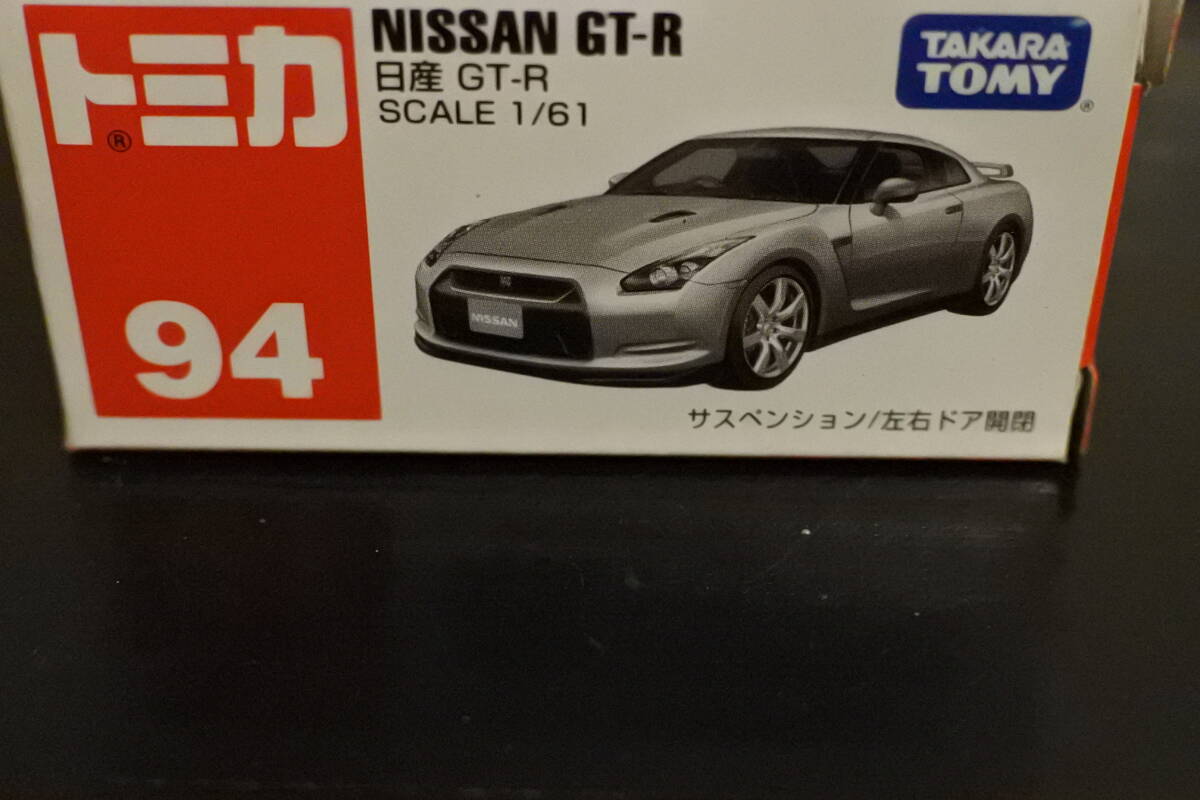 トミカ
®
94
NISSAN GT-R
日産 GT-R
SCALE 1/61
TAKARA
TOMY
®
NISSAN
サスペンション/左右ドア開閉